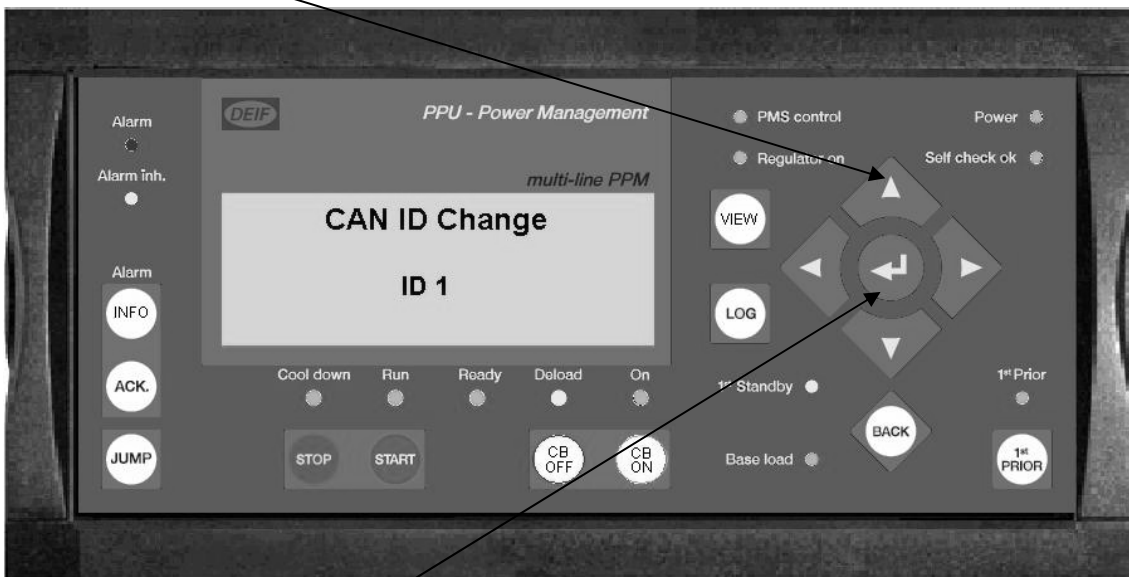 DEIF
PPU - Power Management
multi-line PPM
CAN ID Change
ID 1
Alarm
Alarm inh.
Alarm
INFO
ACK.
JUMP
Cool down
Run
Ready
Deload
On
STOP
START
CB
OFF
CB
ON
PMS control
Power
Regulator on
Self check ok
VIEW
LOG
1st Standby
1st Prior
BACK
Base load
1st
PRIOR